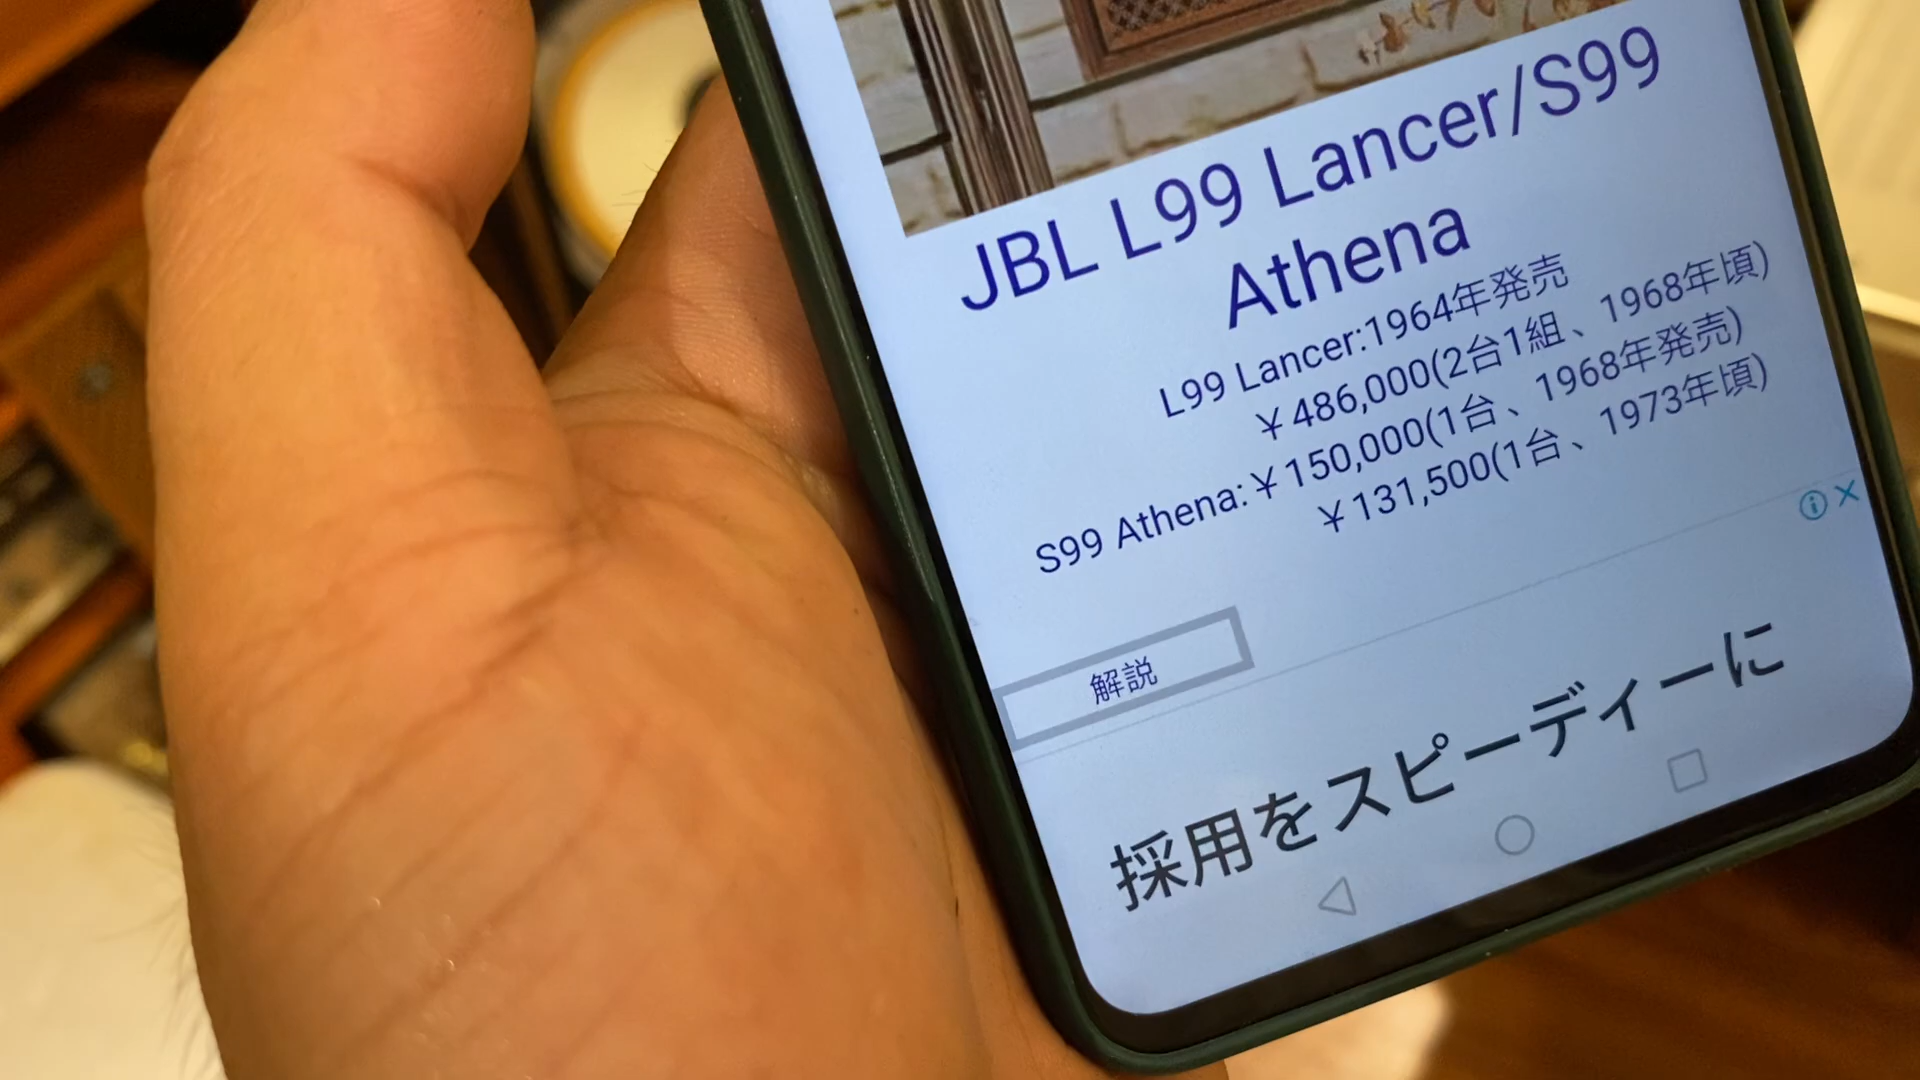 JBL L99 Lancer/S99
Athena
L99 Lancer:1964年発売
￥486,000(2台1組、1968年頃)
S99 Athena:￥150,000(1台、1968年発売)
￥131,500(1台、1973年頃)
解説
採用をスピーディーに